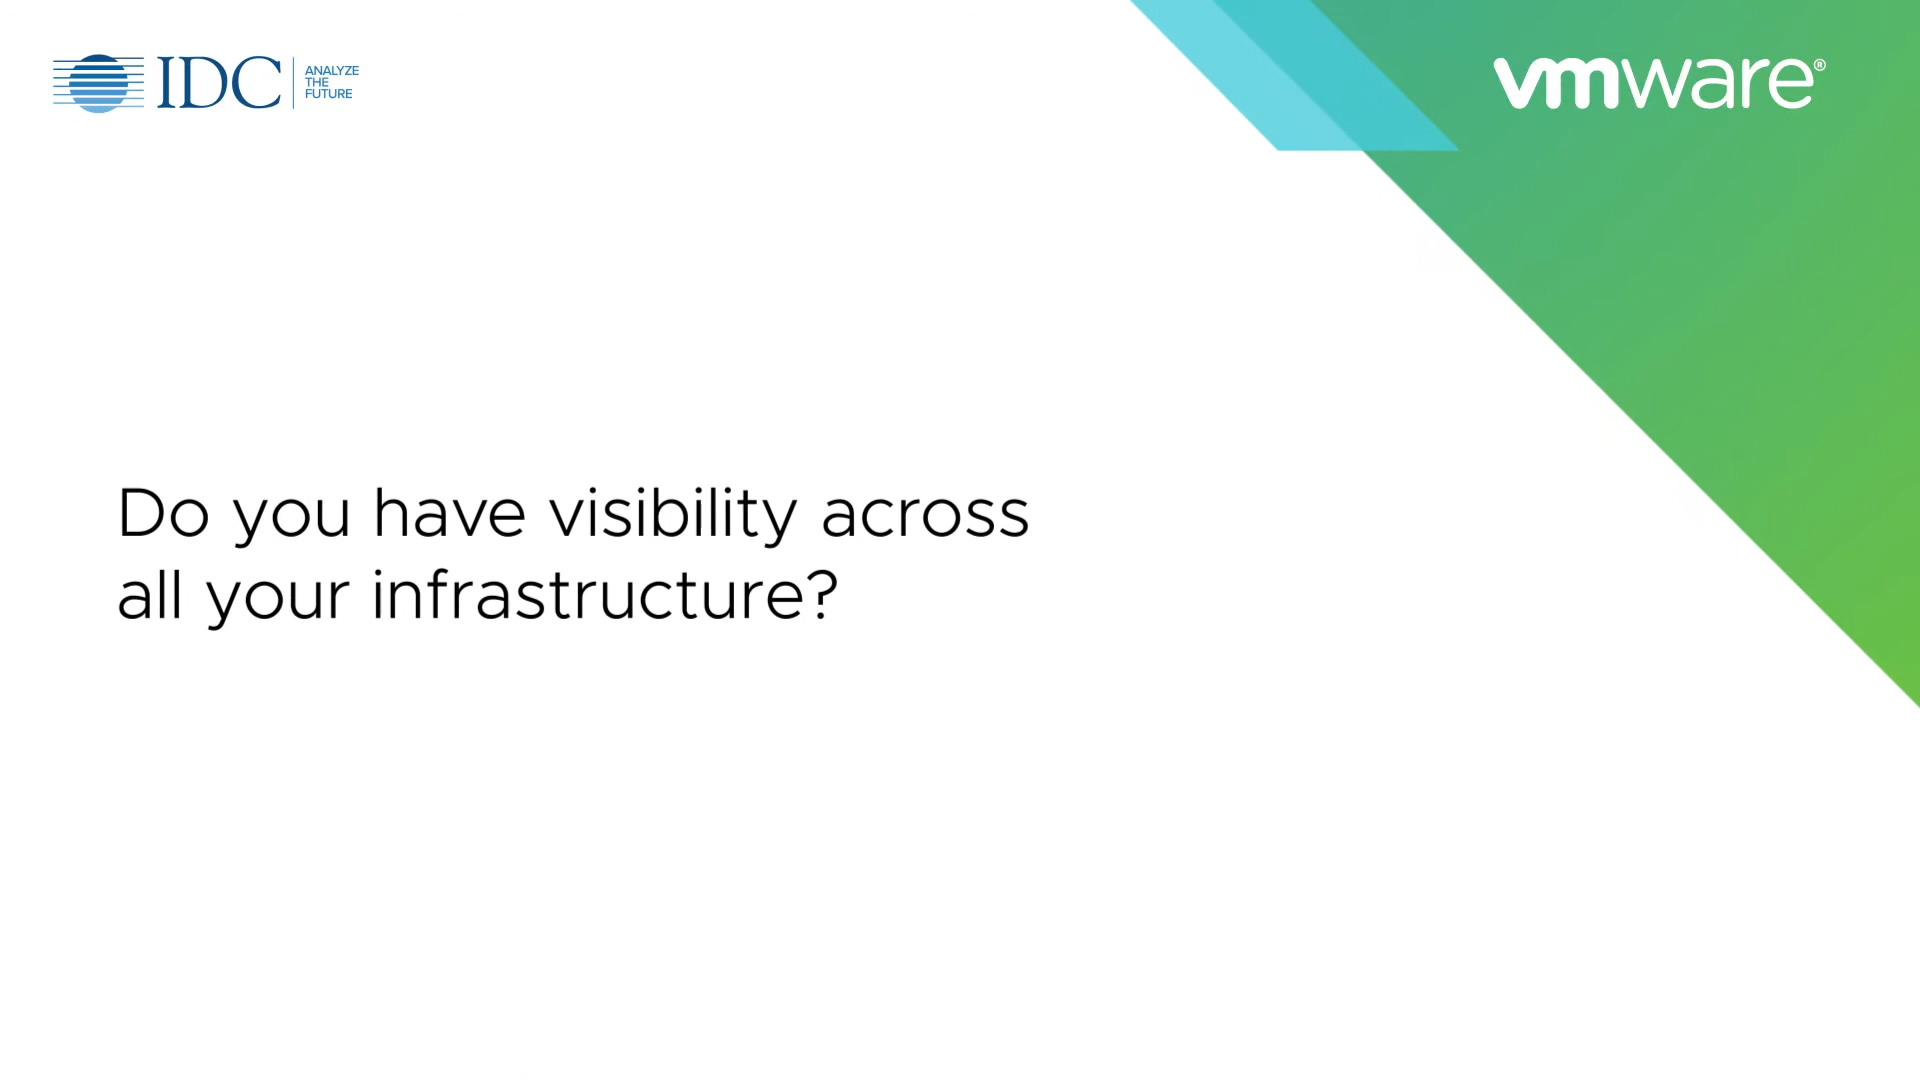 IDC
ANALYZE
THE
FUTURE
vmware®
Do you have visibility across
all your infrastructure?